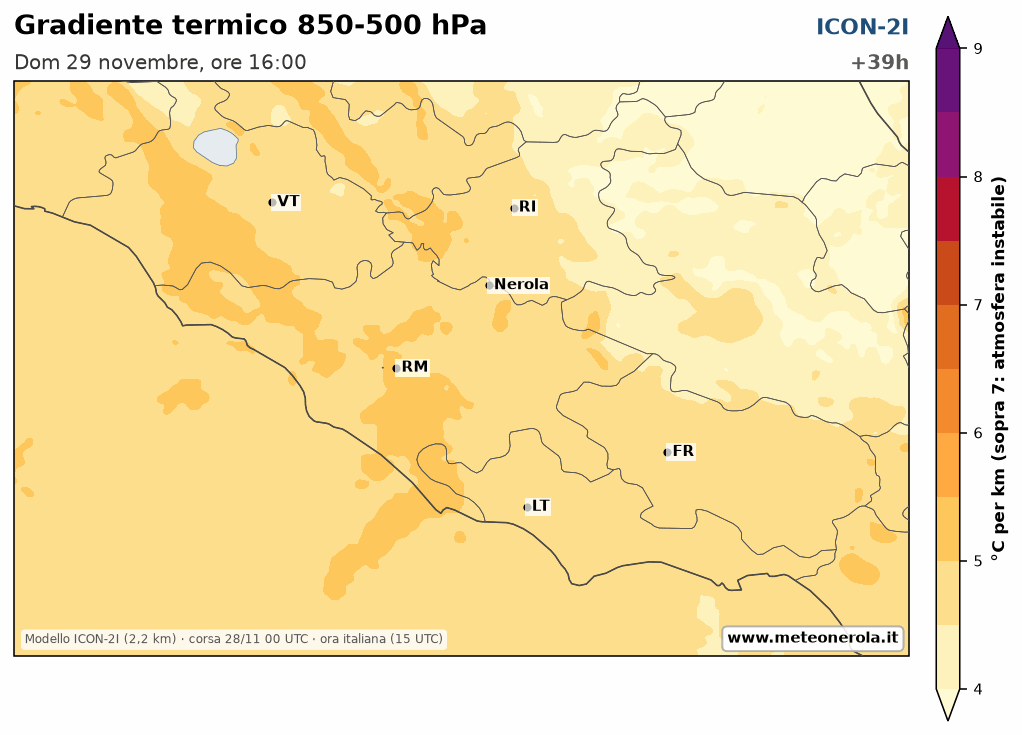 Gradiente termico 850-500 hPa
ICON-2I
Dom 29 novembre, ore 16:00
+39h
VT
RI
Nerola
RM
FR
LT
Modello ICON-2I (2,2 km) · corsa 28/11 00 UTC · ora italiana (15 UTC)
www.meteonerola.it
9
8
7
6
5
4
°C per km (sopra 7: atmosfera instabile)